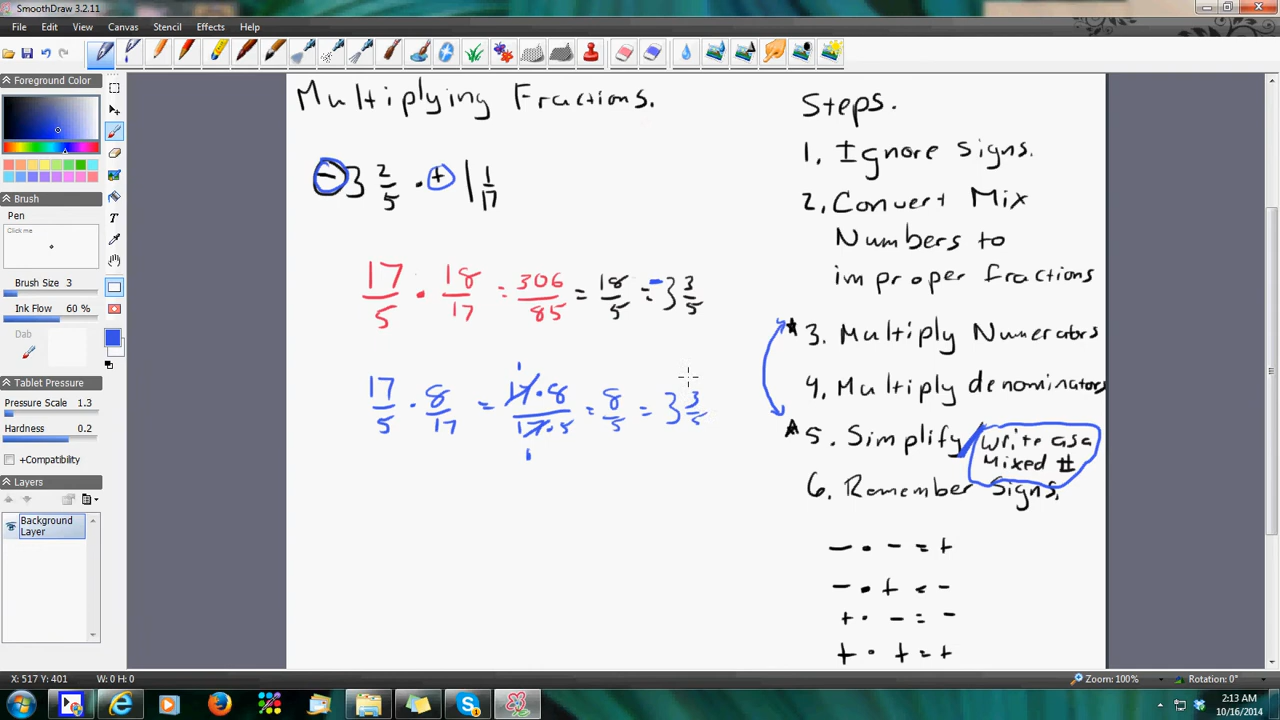 SmoothDraw 3.2.11
File Edit View Canvas Stencil Effects Help
Foreground Color
Brush
Pen
Click me
Brush Size 3
Ink Flow 60 %
Dab
Tablet Pressure
Pressure Scale 1.3
Hardness 0.2
+Compatibility
Layers
Background Layer
Multiplying Fractions.
- 3 2/5 · + 1 1/17
17/5 · 18/17 = 306/85 = 18/5 = -3 3/5
17/5 · 8/17 = 17·8/17·5 = 8/5 = 3 3/5
1
1
Steps.
1. Ignore signs.
2. Convert Mix
Numbers to
improper fractions
3. Multiply Numerators
4. Multiply denominators
5. Simplify / write as a
Mixed #
6. Remember Signs.
- · - = +
- · + = -
+ · - = -
+ · + = +
X: 517 Y: 401
W: 0 H: 0
Zoom: 100%
Rotation: 0°
2:13 AM
10/16/2014